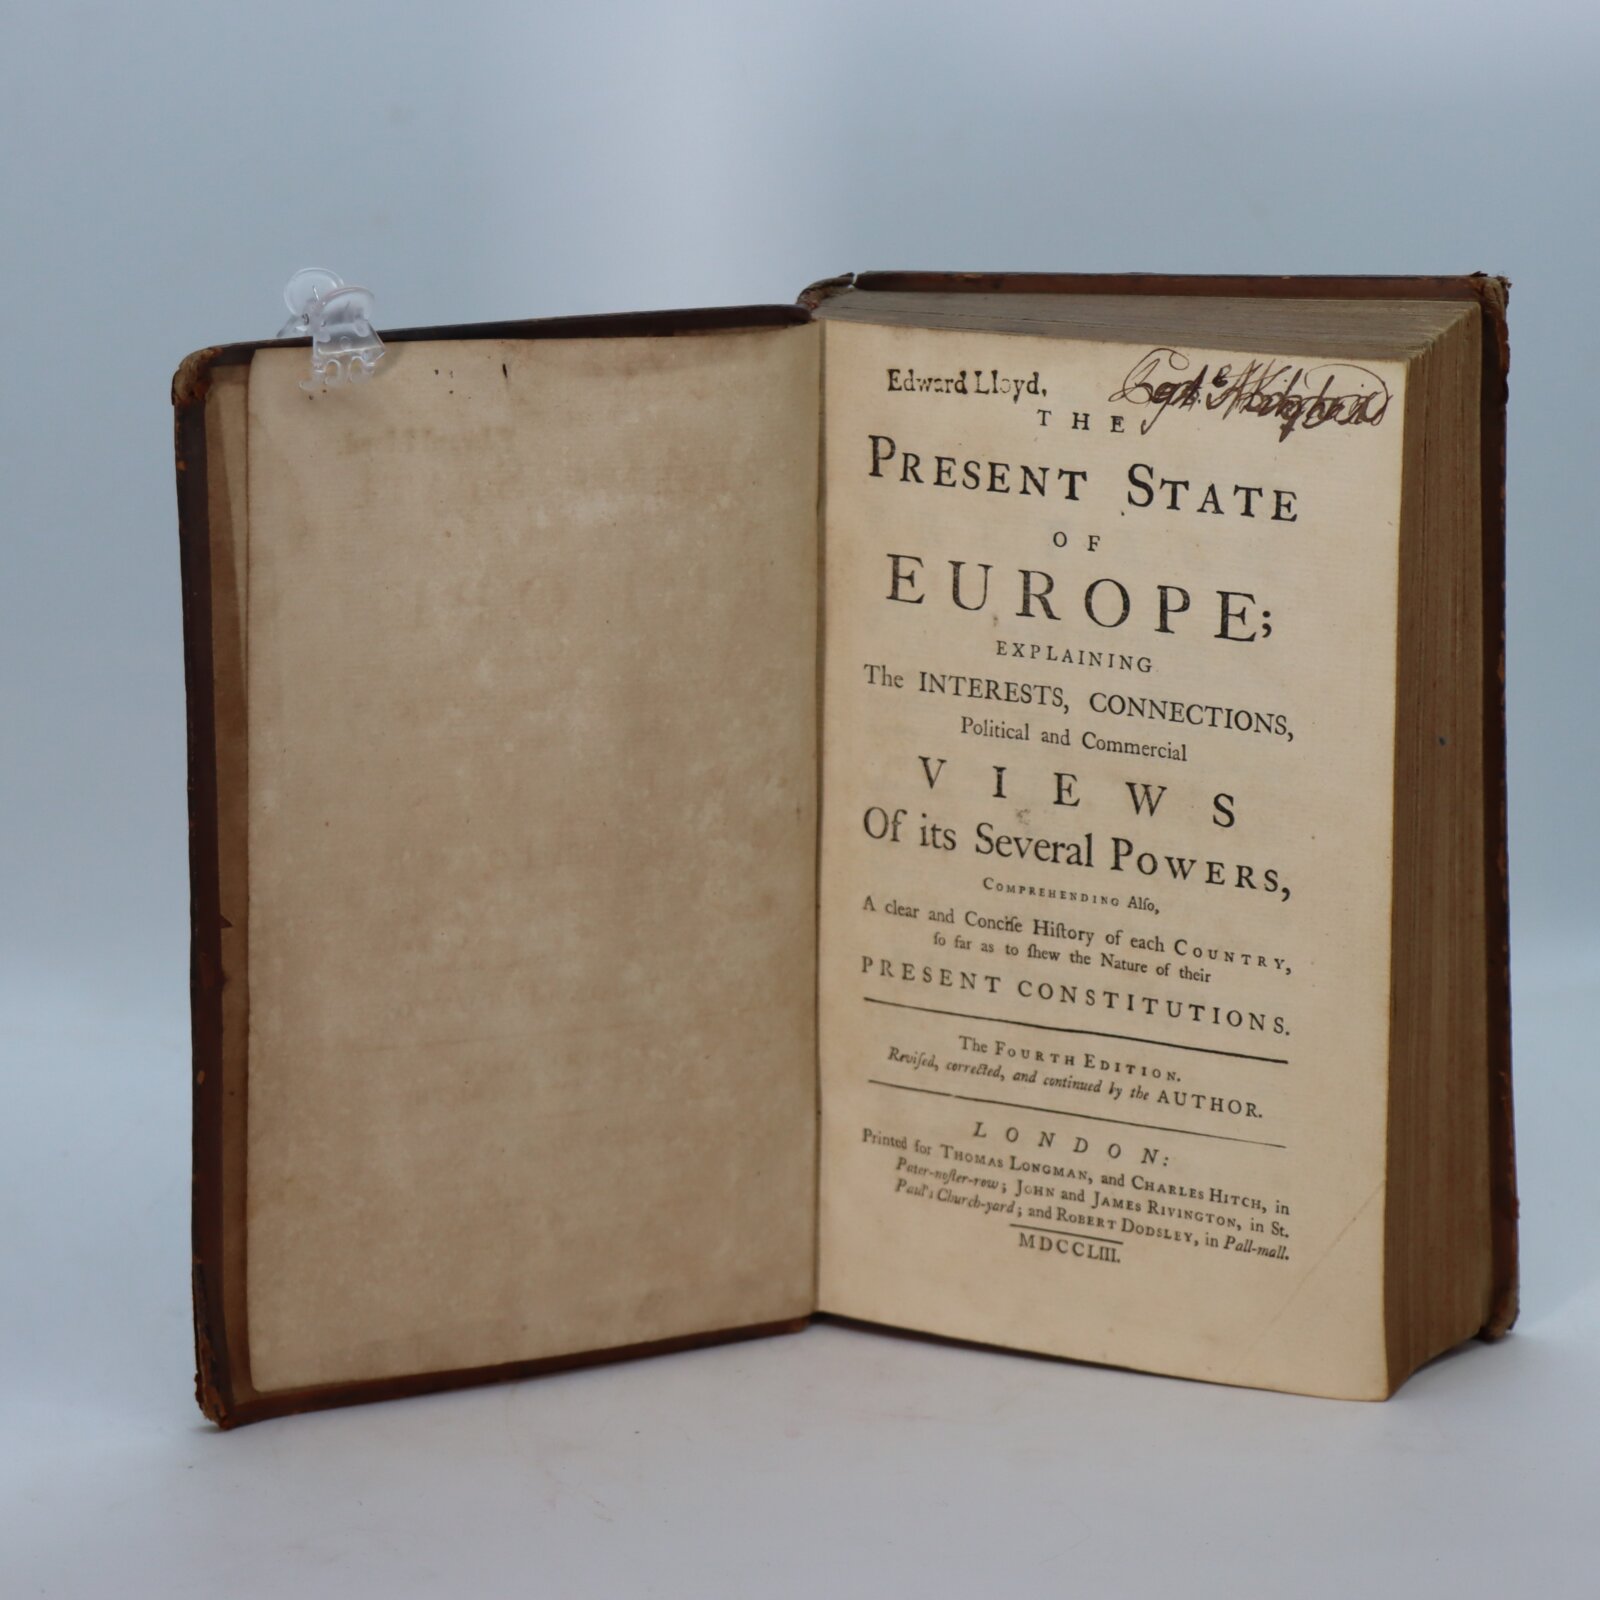 Edward Lloyd,
THE
PRESENT STATE
OF
EUROPE;
EXPLAINING
The INTERESTS, CONNECTIONS,
Political and Commercial
VIEWS
Of its Several POWERS,
COMPREHENDING Alſo,
A clear and Conciſe Hiſtory of each COUNTRY,
ſo far as to ſhew the Nature of their
PRESENT CONSTITUTIONS.
The FOURTH EDITION.
Reviſed, corrected, and continued by the AUTHOR.
LONDON:
Printed for THOMAS LONGMAN, and CHARLES HITCH, in
Pater-noſter-row; JOHN and JAMES RIVINGTON, in St.
Paul's Church-yard; and ROBERT DODSLEY, in Pall-mall.
MDCCLIII.